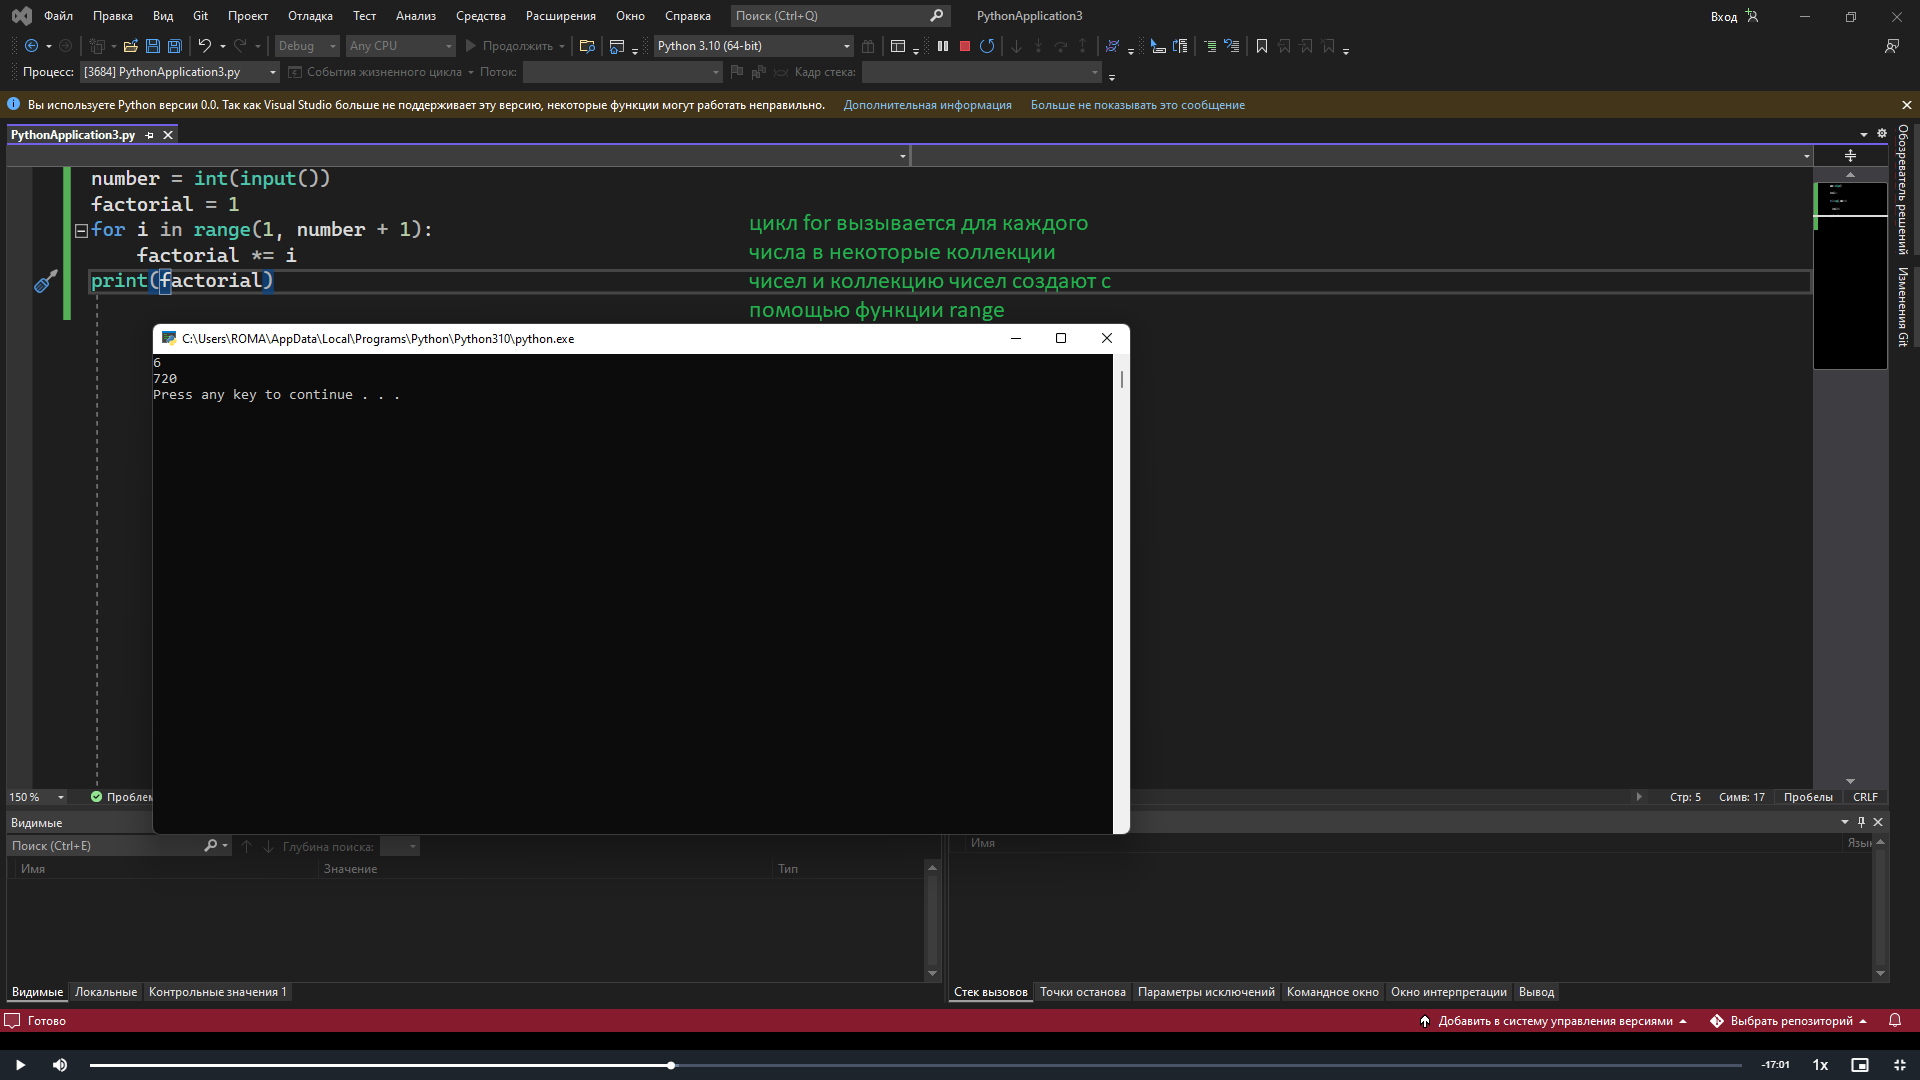 Файл Правка Вид Git Проект Отладка Тест Анализ Средства Расширения Окно Справка Поиск (Ctrl+Q) PythonApplication3 Вход
Debug Any CPU Продолжить Python 3.10 (64-bit)
Процесс: [3684] PythonApplication3.py События жизненного цикла Поток: Кадр стека:
Вы используете Python версии 0.0. Так как Visual Studio больше не поддерживает эту версию, некоторые функции могут работать неправильно. Дополнительная информация Больше не показывать это сообщение
PythonApplication3.py
Обозреватель решений
Изменения Git
number = int(input())
factorial = 1
for i in range(1, number + 1):
factorial *= i
print(factorial)
цикл for вызывается для каждого
числа в некоторые коллекции
чисел и коллекцию чисел создают с
помощью функции range
C:\Users\ROMA\AppData\Local\Programs\Python\Python310\python.exe
6
720
Press any key to continue . . .
150 % Проблем Стр: 5 Симв: 17 Пробелы CRLF
Видимые
Поиск (Ctrl+E) Глубина поиска:
Имя Значение Тип
Имя Язык
Видимые Локальные Контрольные значения 1
Стек вызовов Точки останова Параметры исключений Командное окно Окно интерпретации Вывод
Готово Добавить в систему управления версиями Выбрать репозиторий
-17:01 1x